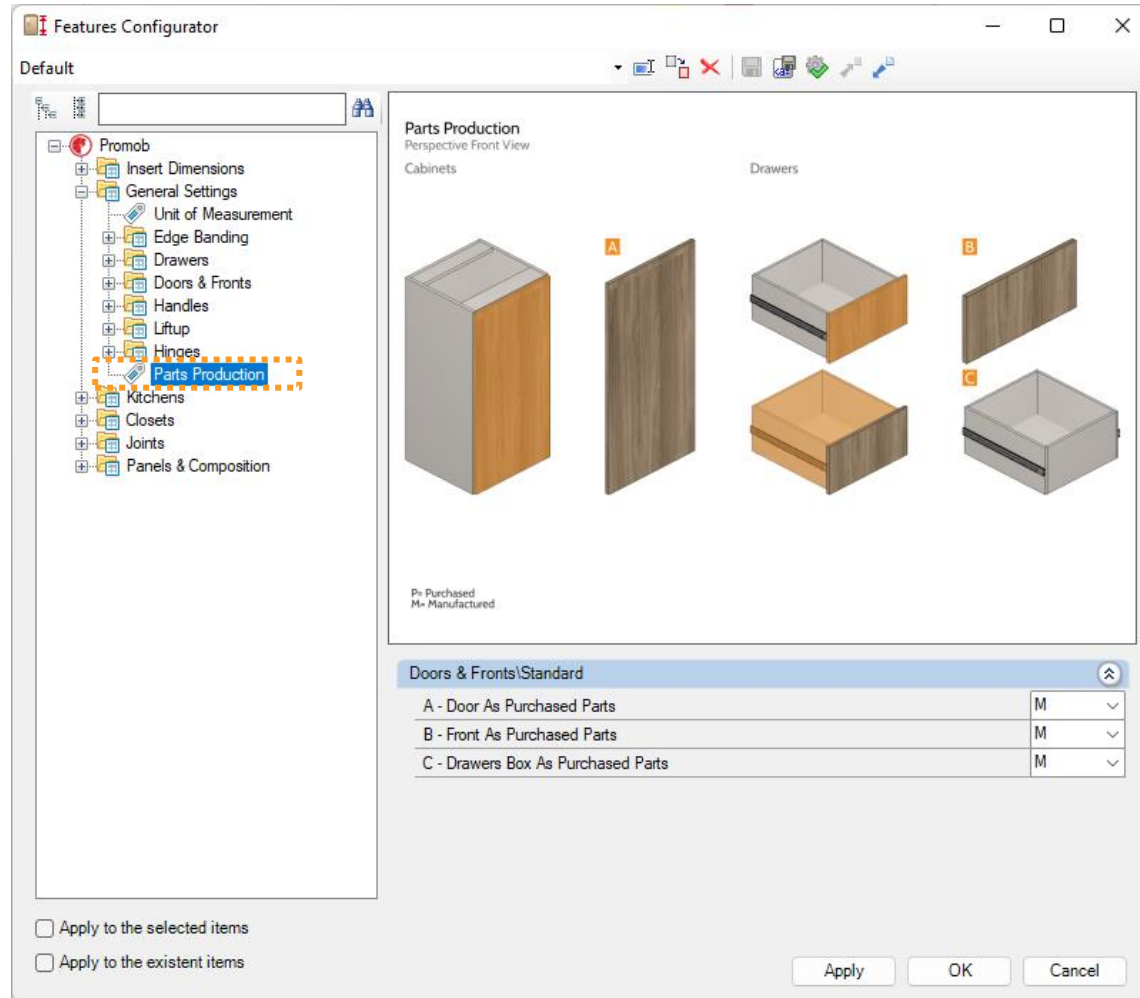 Features Configurator
Default
Promob
Insert Dimensions
General Settings
Unit of Measurement
Edge Banding
Drawers
Doors & Fronts
Handles
Liftup
Hinges
Parts Production
Kitchens
Closets
Joints
Panels & Composition
Parts Production
Perspective Front View
Cabinets
Drawers
A
B
C
P= Purchased
M= Manufactured
Doors & Fronts\Standard
A - Door As Purchased Parts M
B - Front As Purchased Parts M
C - Drawers Box As Purchased Parts M
Apply to the selected items
Apply to the existent items
Apply
OK
Cancel